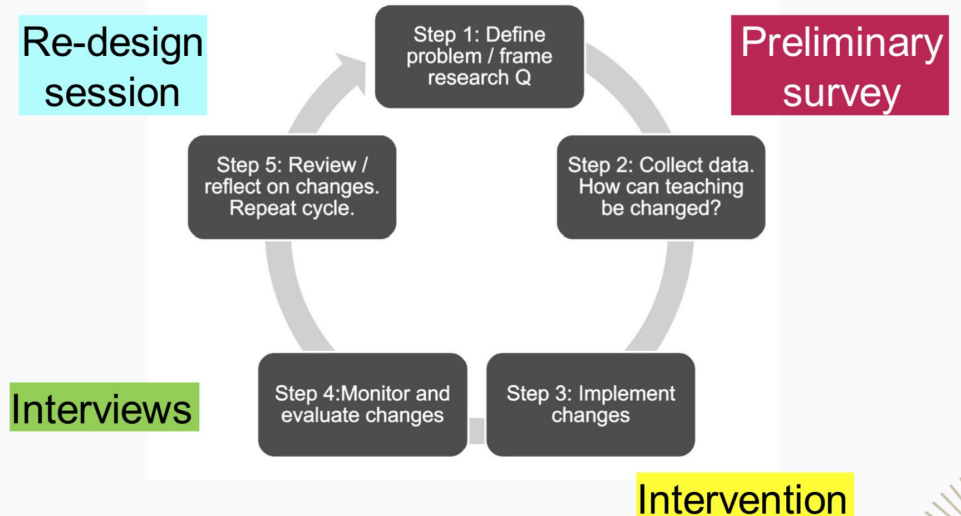 Re-design
session
Step 1: Define
problem / frame
research Q
Preliminary
survey
Step 5: Review /
reflect on changes.
Repeat cycle.
Step 2: Collect data.
How can teaching
be changed?
Interviews
Step 4:Monitor and
evaluate changes
Step 3: Implement
changes
Intervention